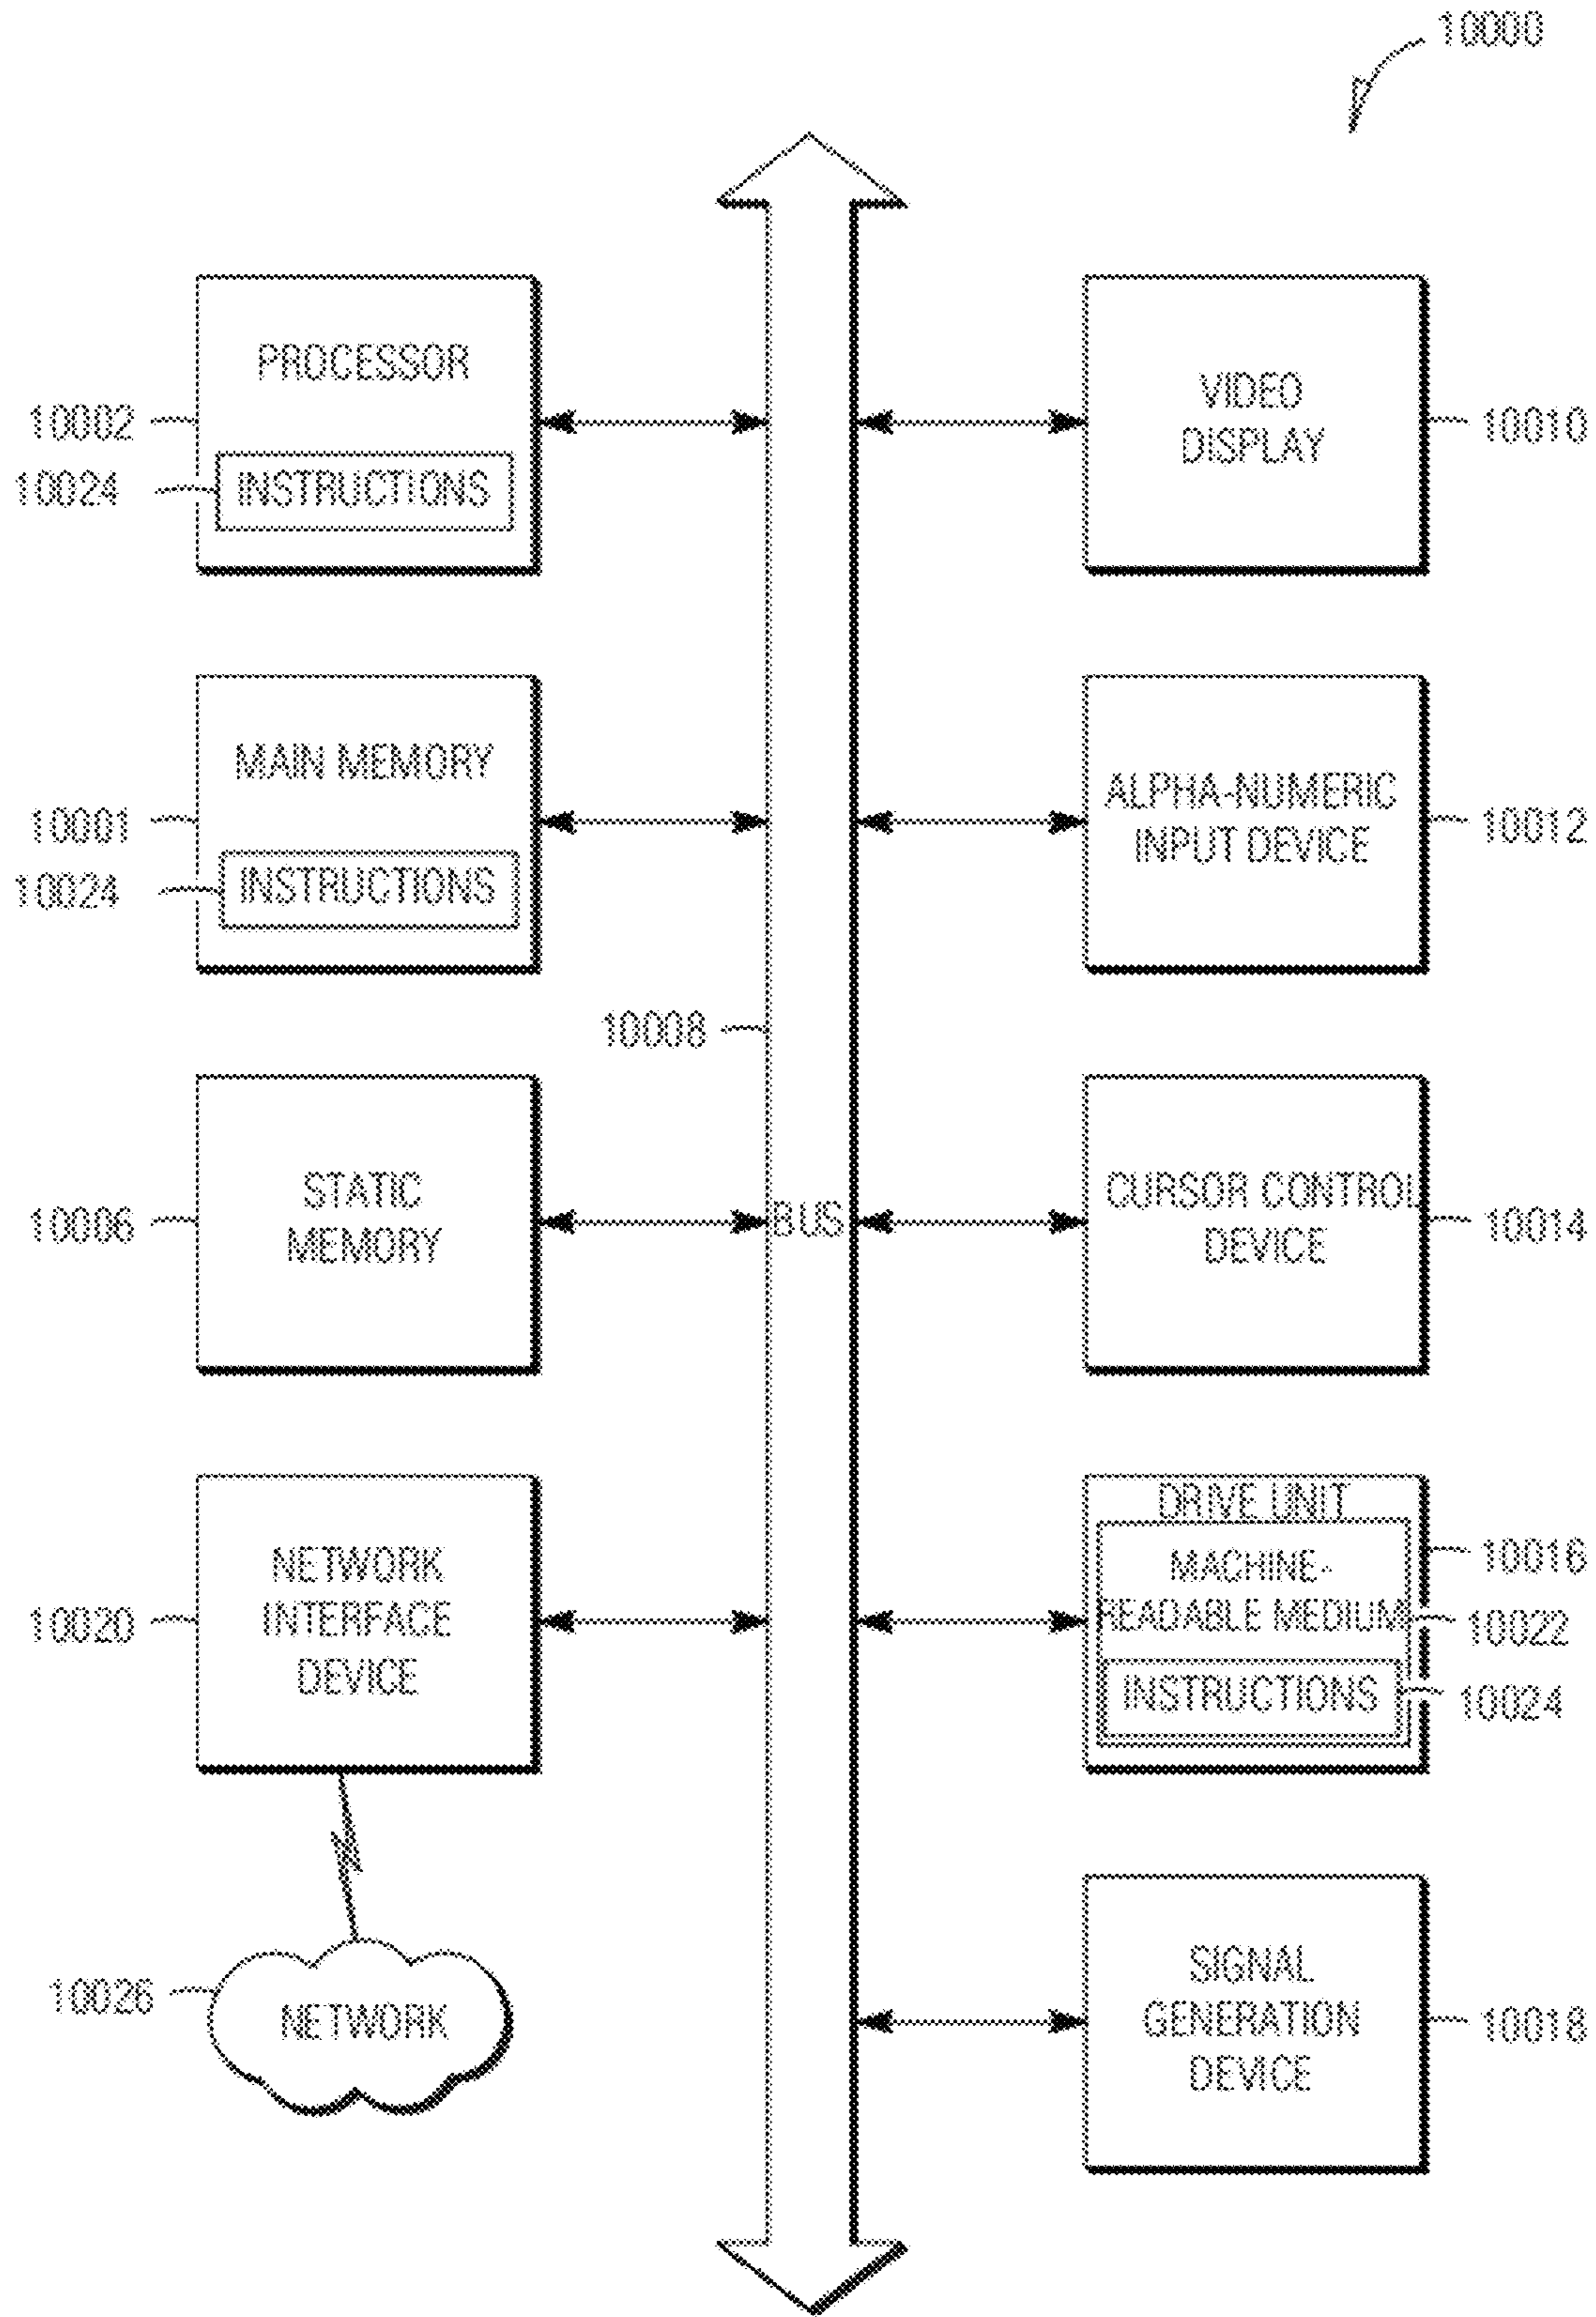 10000
PROCESSOR
10002
10024
INSTRUCTIONS
VIDEO
DISPLAY
10010
MAIN MEMORY
10001
10024
INSTRUCTIONS
ALPHA-NUMERIC
INPUT DEVICE
10012
10008
BUS
STATIC
MEMORY
10006
CURSOR CONTROL
DEVICE
10014
NETWORK
INTERFACE
DEVICE
10020
DRIVE UNIT
10016
MACHINE-
READABLE MEDIUM
10022
INSTRUCTIONS
10024
10026
NETWORK
SIGNAL
GENERATION
DEVICE
10018